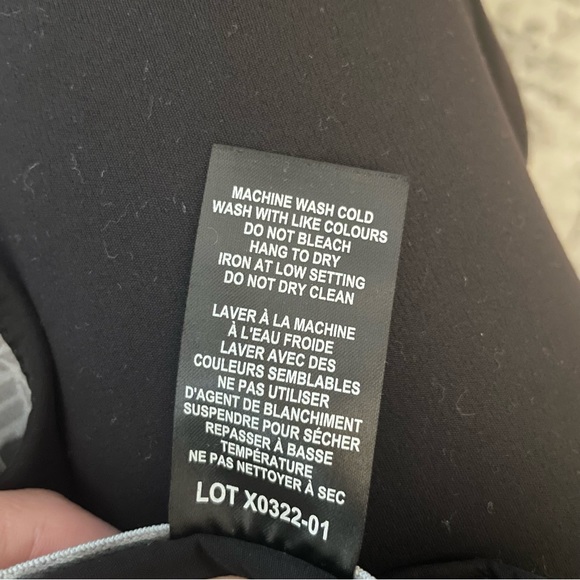 MACHINE WASH COLD
WASH WITH LIKE COLOURS
DO NOT BLEACH
HANG TO DRY
IRON AT LOW SETTING
DO NOT DRY CLEAN
LAVER À LA MACHINE
À L'EAU FROIDE
LAVER AVEC DES
COULEURS SEMBLABLES
NE PAS UTILISER
D'AGENT DE BLANCHIMENT
SUSPENDRE POUR SÉCHER
REPASSER À BASSE
TEMPÉRATURE
NE PAS NETTOYER À SEC
LOT X0322-01